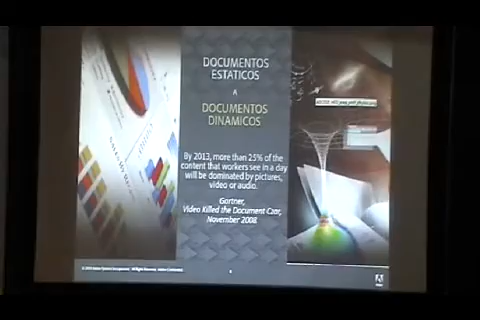 DOCUMENTOS
ESTATICOS
A
DOCUMENTOS
DINAMICOS
By 2013, more than 25% of the
content that workers see in a day
will be dominated by pictures,
video or audio.
Gartner,
Video Killed the Document Czar,
November 2008.